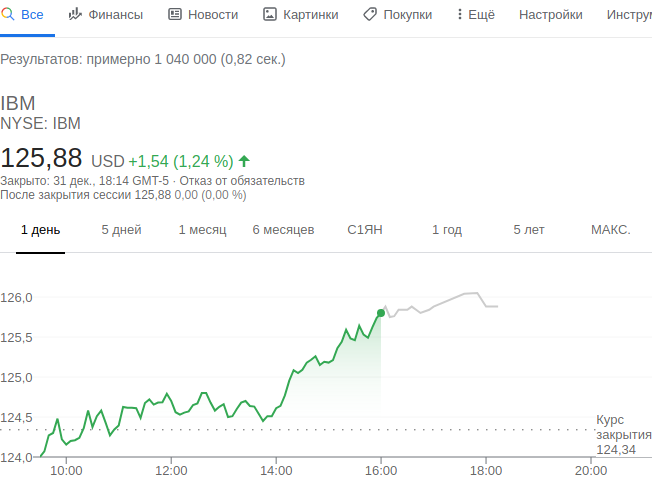 Все Финансы Новости Картинки Покупки Ещё Настройки Инструм
Результатов: примерно 1 040 000 (0,82 сек.)
IBM
NYSE: IBM
125,88 USD +1,54 (1,24 %)
Закрыто: 31 дек., 18:14 GMT-5 · Отказ от обязательств
После закрытия сессии 125,88 0,00 (0,00 %)
1 день 5 дней 1 месяц 6 месяцев С1ЯН 1 год 5 лет МАКС.
126,0
125,5
125,0
124,5
Курс
закрытия
124,34
124,0
10:00 12:00 14:00 16:00 18:00 20:00